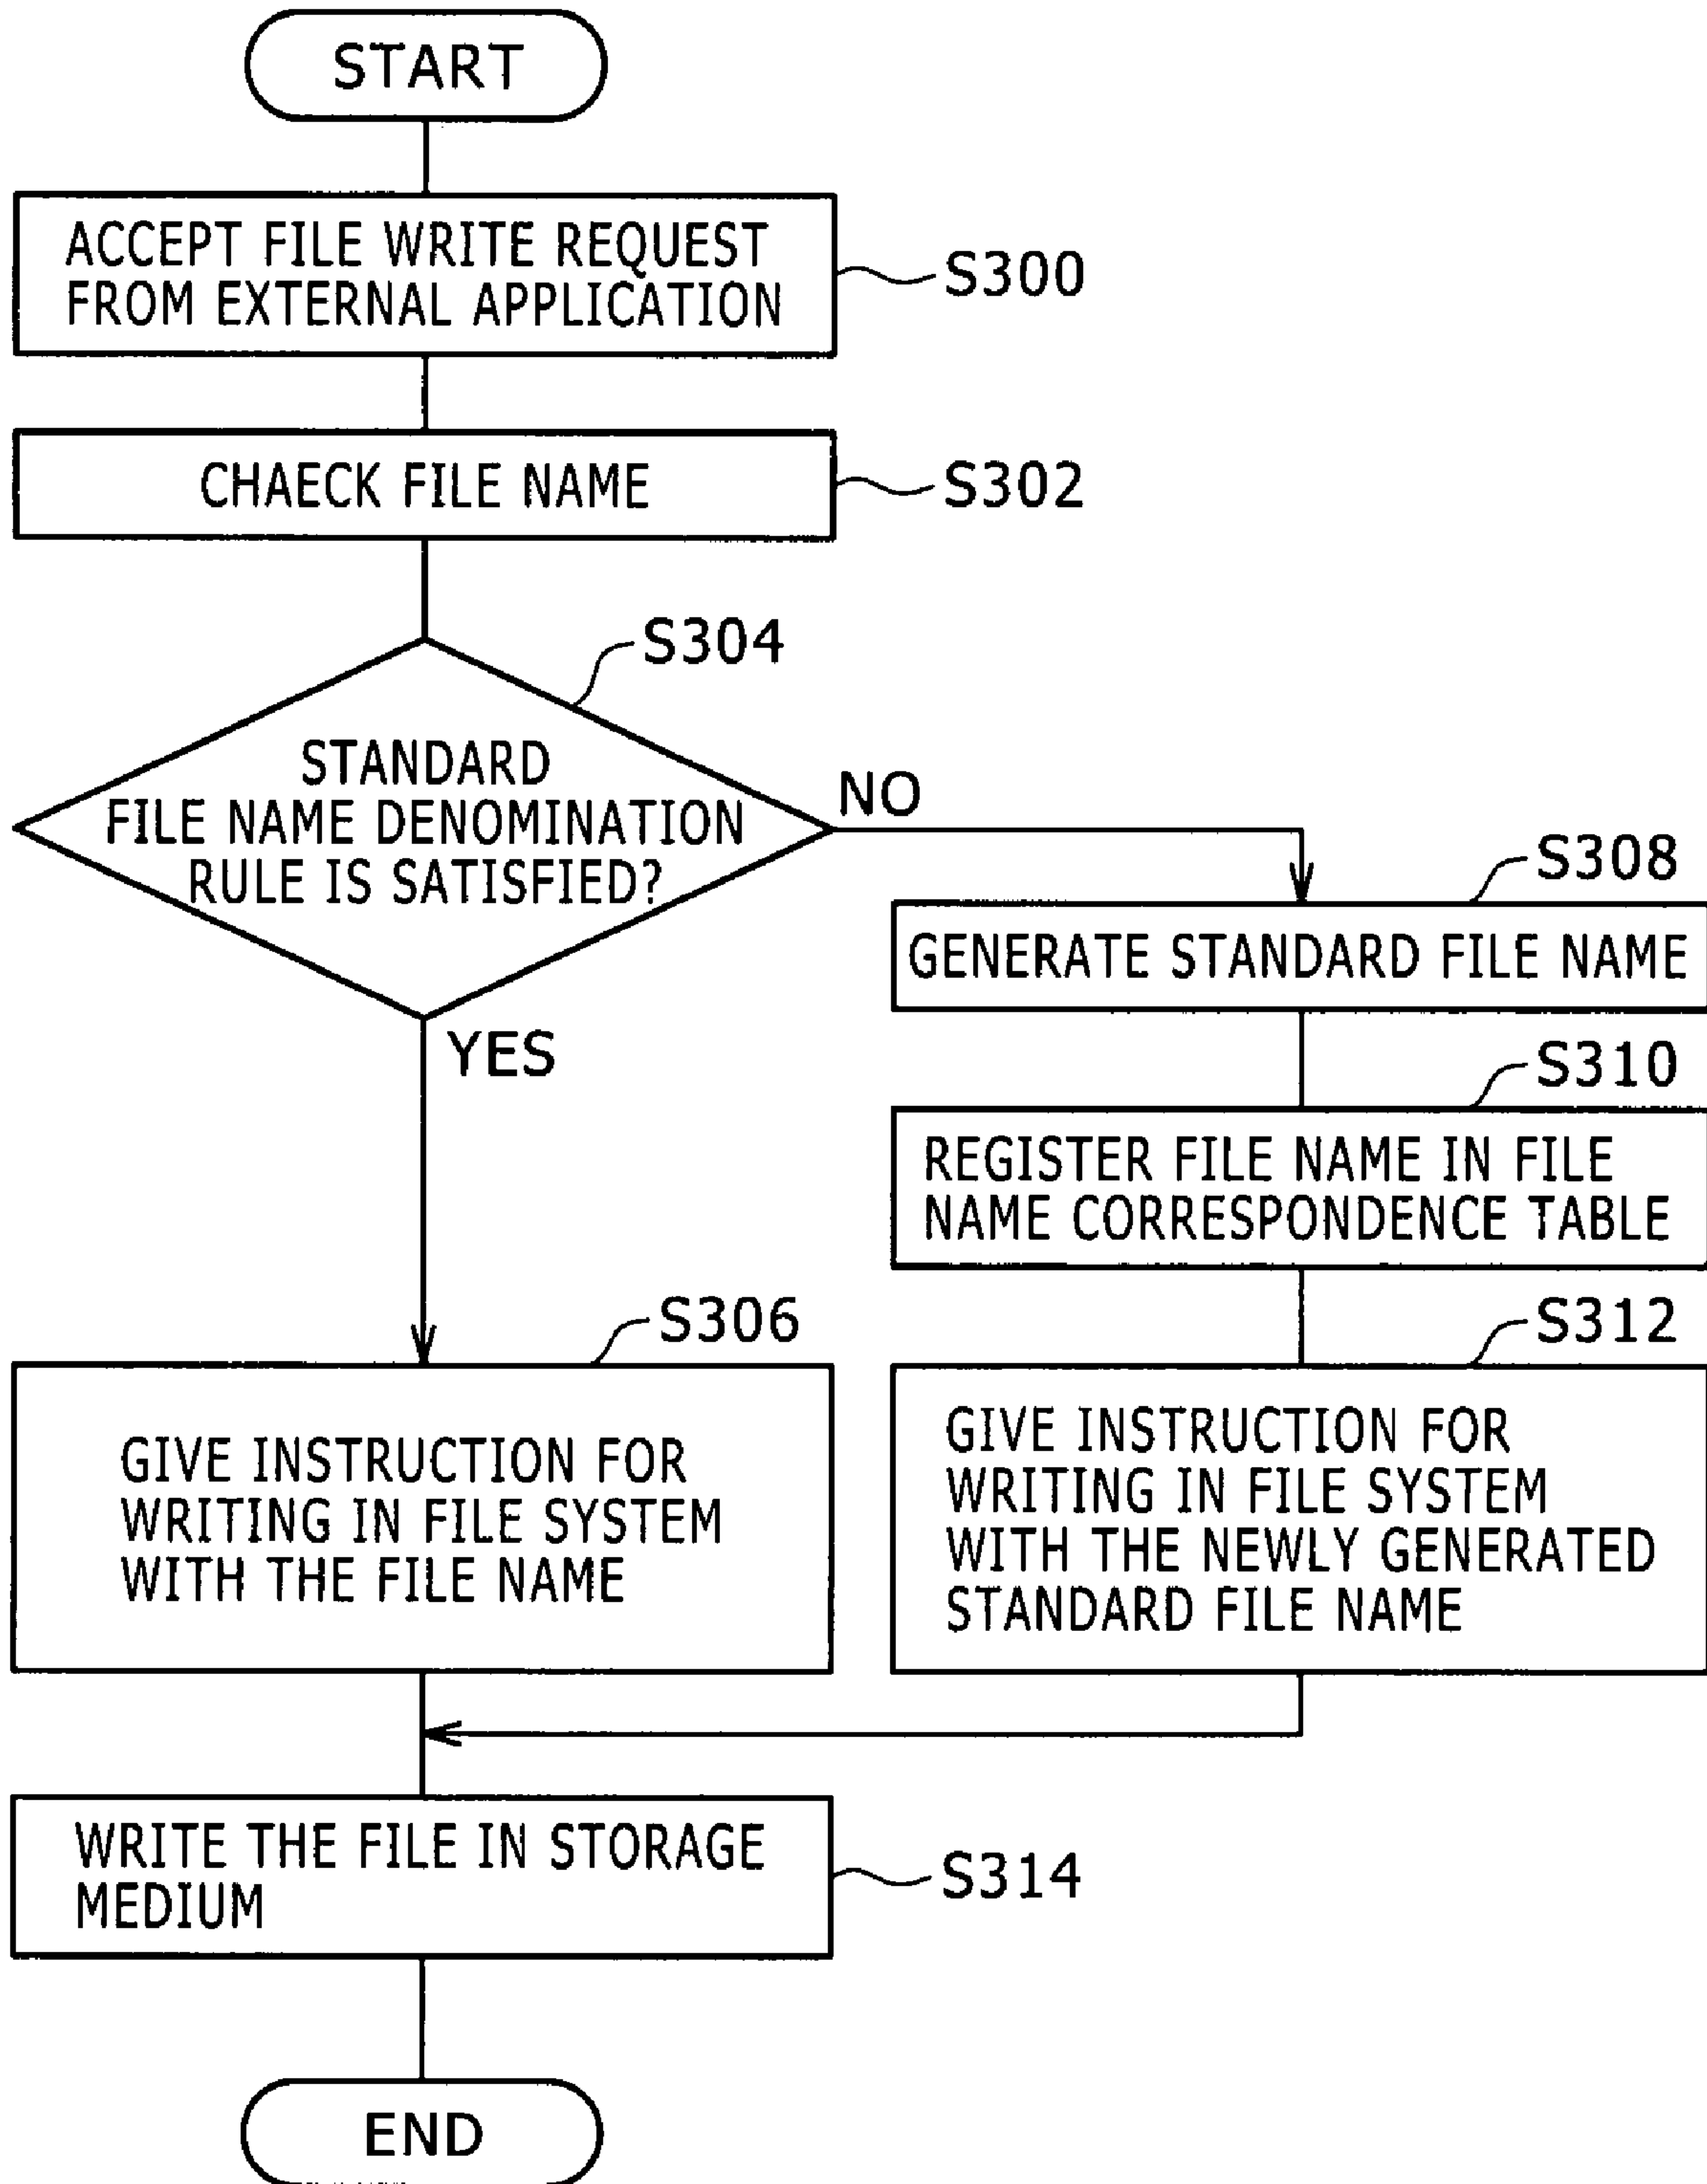 START
ACCEPT FILE WRITE REQUEST
FROM EXTERNAL APPLICATION
S300
CHAECK FILE NAME
S302
S304
STANDARD
FILE NAME DENOMINATION
RULE IS SATISFIED?
NO
YES
S308
GENERATE STANDARD FILE NAME
S310
REGISTER FILE NAME IN FILE
NAME CORRESPONDENCE TABLE
S306
GIVE INSTRUCTION FOR
WRITING IN FILE SYSTEM
WITH THE FILE NAME
S312
GIVE INSTRUCTION FOR
WRITING IN FILE SYSTEM
WITH THE NEWLY GENERATED
STANDARD FILE NAME
WRITE THE FILE IN STORAGE
MEDIUM
S314
END